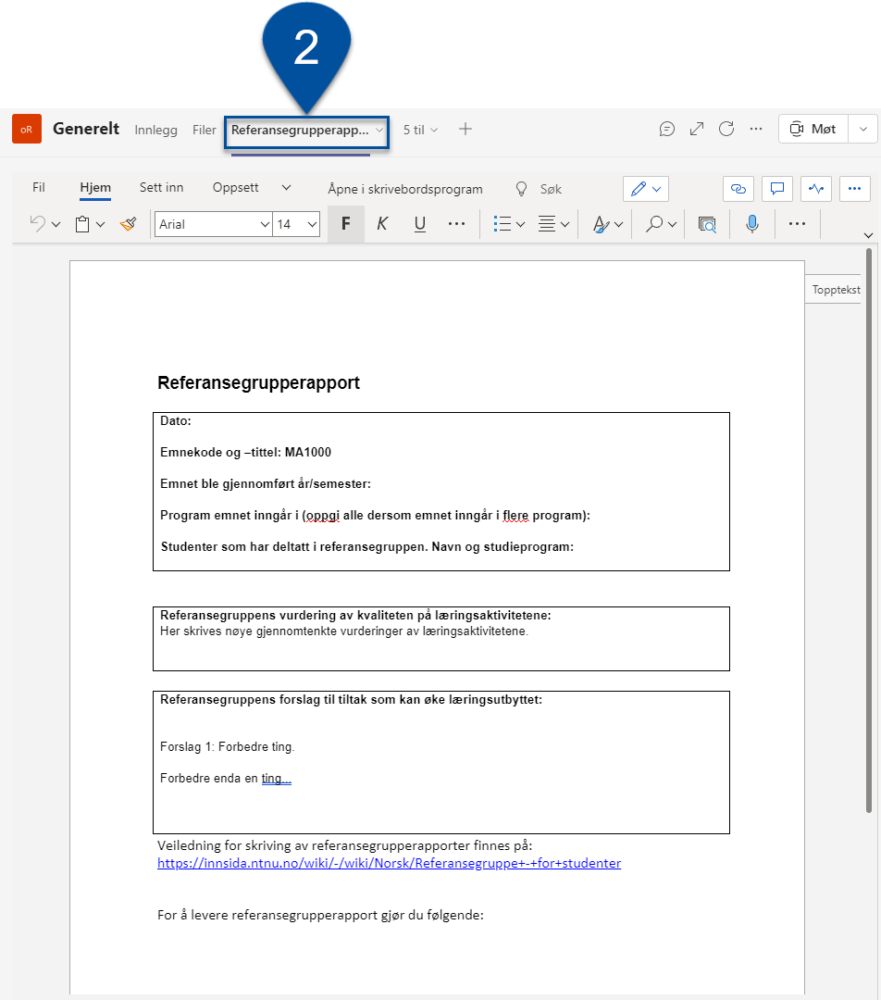 2
oR Generelt Innlegg Filer Referansegrupperapp... 5 til Møt
Fil Hjem Sett inn Oppsett Åpne i skrivebordsprogram Søk
Arial 14 F K U
Topptekst
Referansegrupperapport
Dato:
Emnekode og –tittel: MA1000
Emnet ble gjennomført år/semester:
Program emnet inngår i (oppgi alle dersom emnet inngår i flere program):
Studenter som har deltatt i referansegruppen. Navn og studieprogram:
Referansegruppens vurdering av kvaliteten på læringsaktivitetene:
Her skrives nøye gjennomtenkte vurderinger av læringsaktivitetene.
Referansegruppens forslag til tiltak som kan øke læringsutbyttet:
Forslag 1: Forbedre ting.
Forbedre enda en ting...
Veiledning for skriving av referansegrupperapporter finnes på:
https://innsida.ntnu.no/wiki/-/wiki/Norsk/Referansegruppe+-+for+studenter
For å levere referansegrupperapport gjør du følgende: